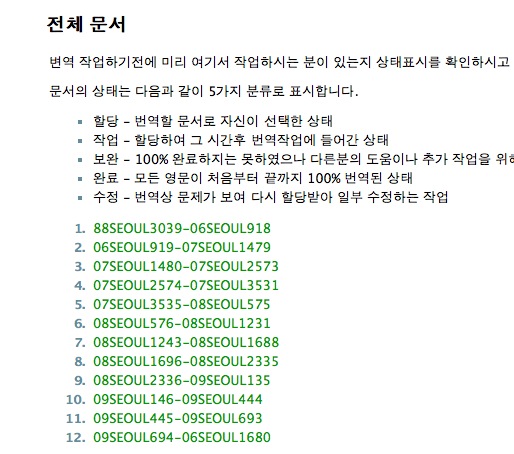 전체 문서
변역 작업하기전에 미리 여기서 작업하시는 분이 있는지 상태표시를 확인하시고
문서의 상태는 다음과 같이 5가지 분류로 표시합니다.
할당 – 번역할 문서로 자신이 선택한 상태
작업 – 할당하여 그 시간후 번역작업에 들어간 상태
보완 – 100% 완료하지는 못하였으나 다른분의 도움이나 추가 작업을 위해
완료 – 모든 영문이 처음부터 끝까지 100% 번역된 상태
수정 – 번역상 문제가 보여 다시 할당받아 일부 수정하는 작업
1. 88SEOUL3039-06SEOUL918
2. 06SEOUL919-07SEOUL1479
3. 07SEOUL1480-07SEOUL2573
4. 07SEOUL2574-07SEOUL3531
5. 07SEOUL3535-08SEOUL575
6. 08SEOUL576-08SEOUL1231
7. 08SEOUL1243-08SEOUL1688
8. 08SEOUL1696-08SEOUL2335
9. 08SEOUL2336-09SEOUL135
10. 09SEOUL146-09SEOUL444
11. 09SEOUL445-09SEOUL693
12. 09SEOUL694-06SEOUL1680